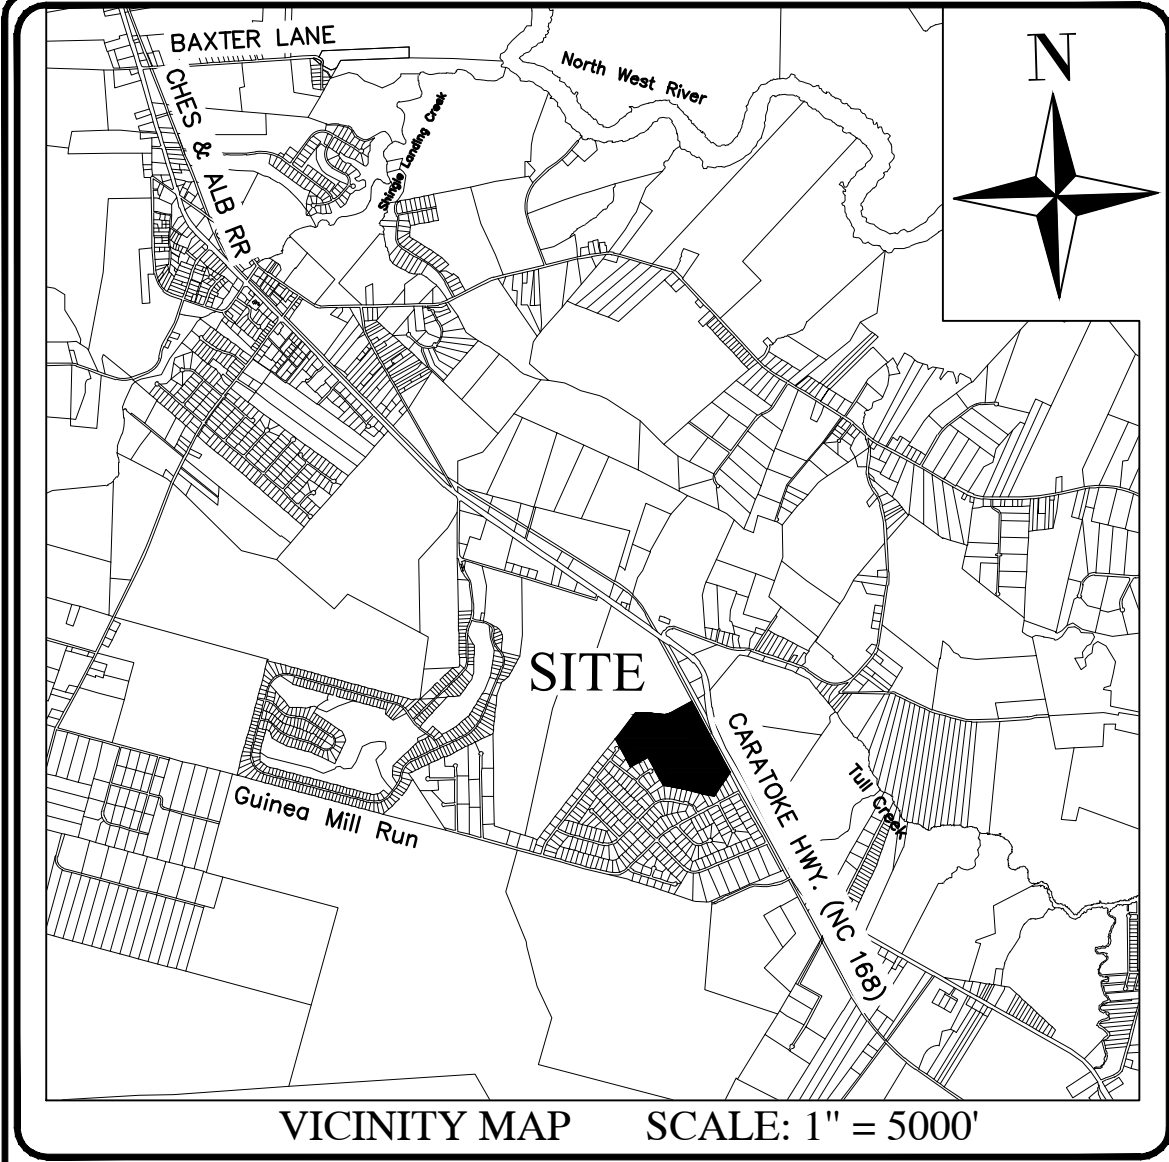 BAXTER LANE
N
North West River
CHES & ALB RR
Shingle Landing Creek
SITE
CARATOKE HWY. (NC 168)
Tull Creek
Guinea Mill Run
VICINITY MAP SCALE: 1" = 5000'